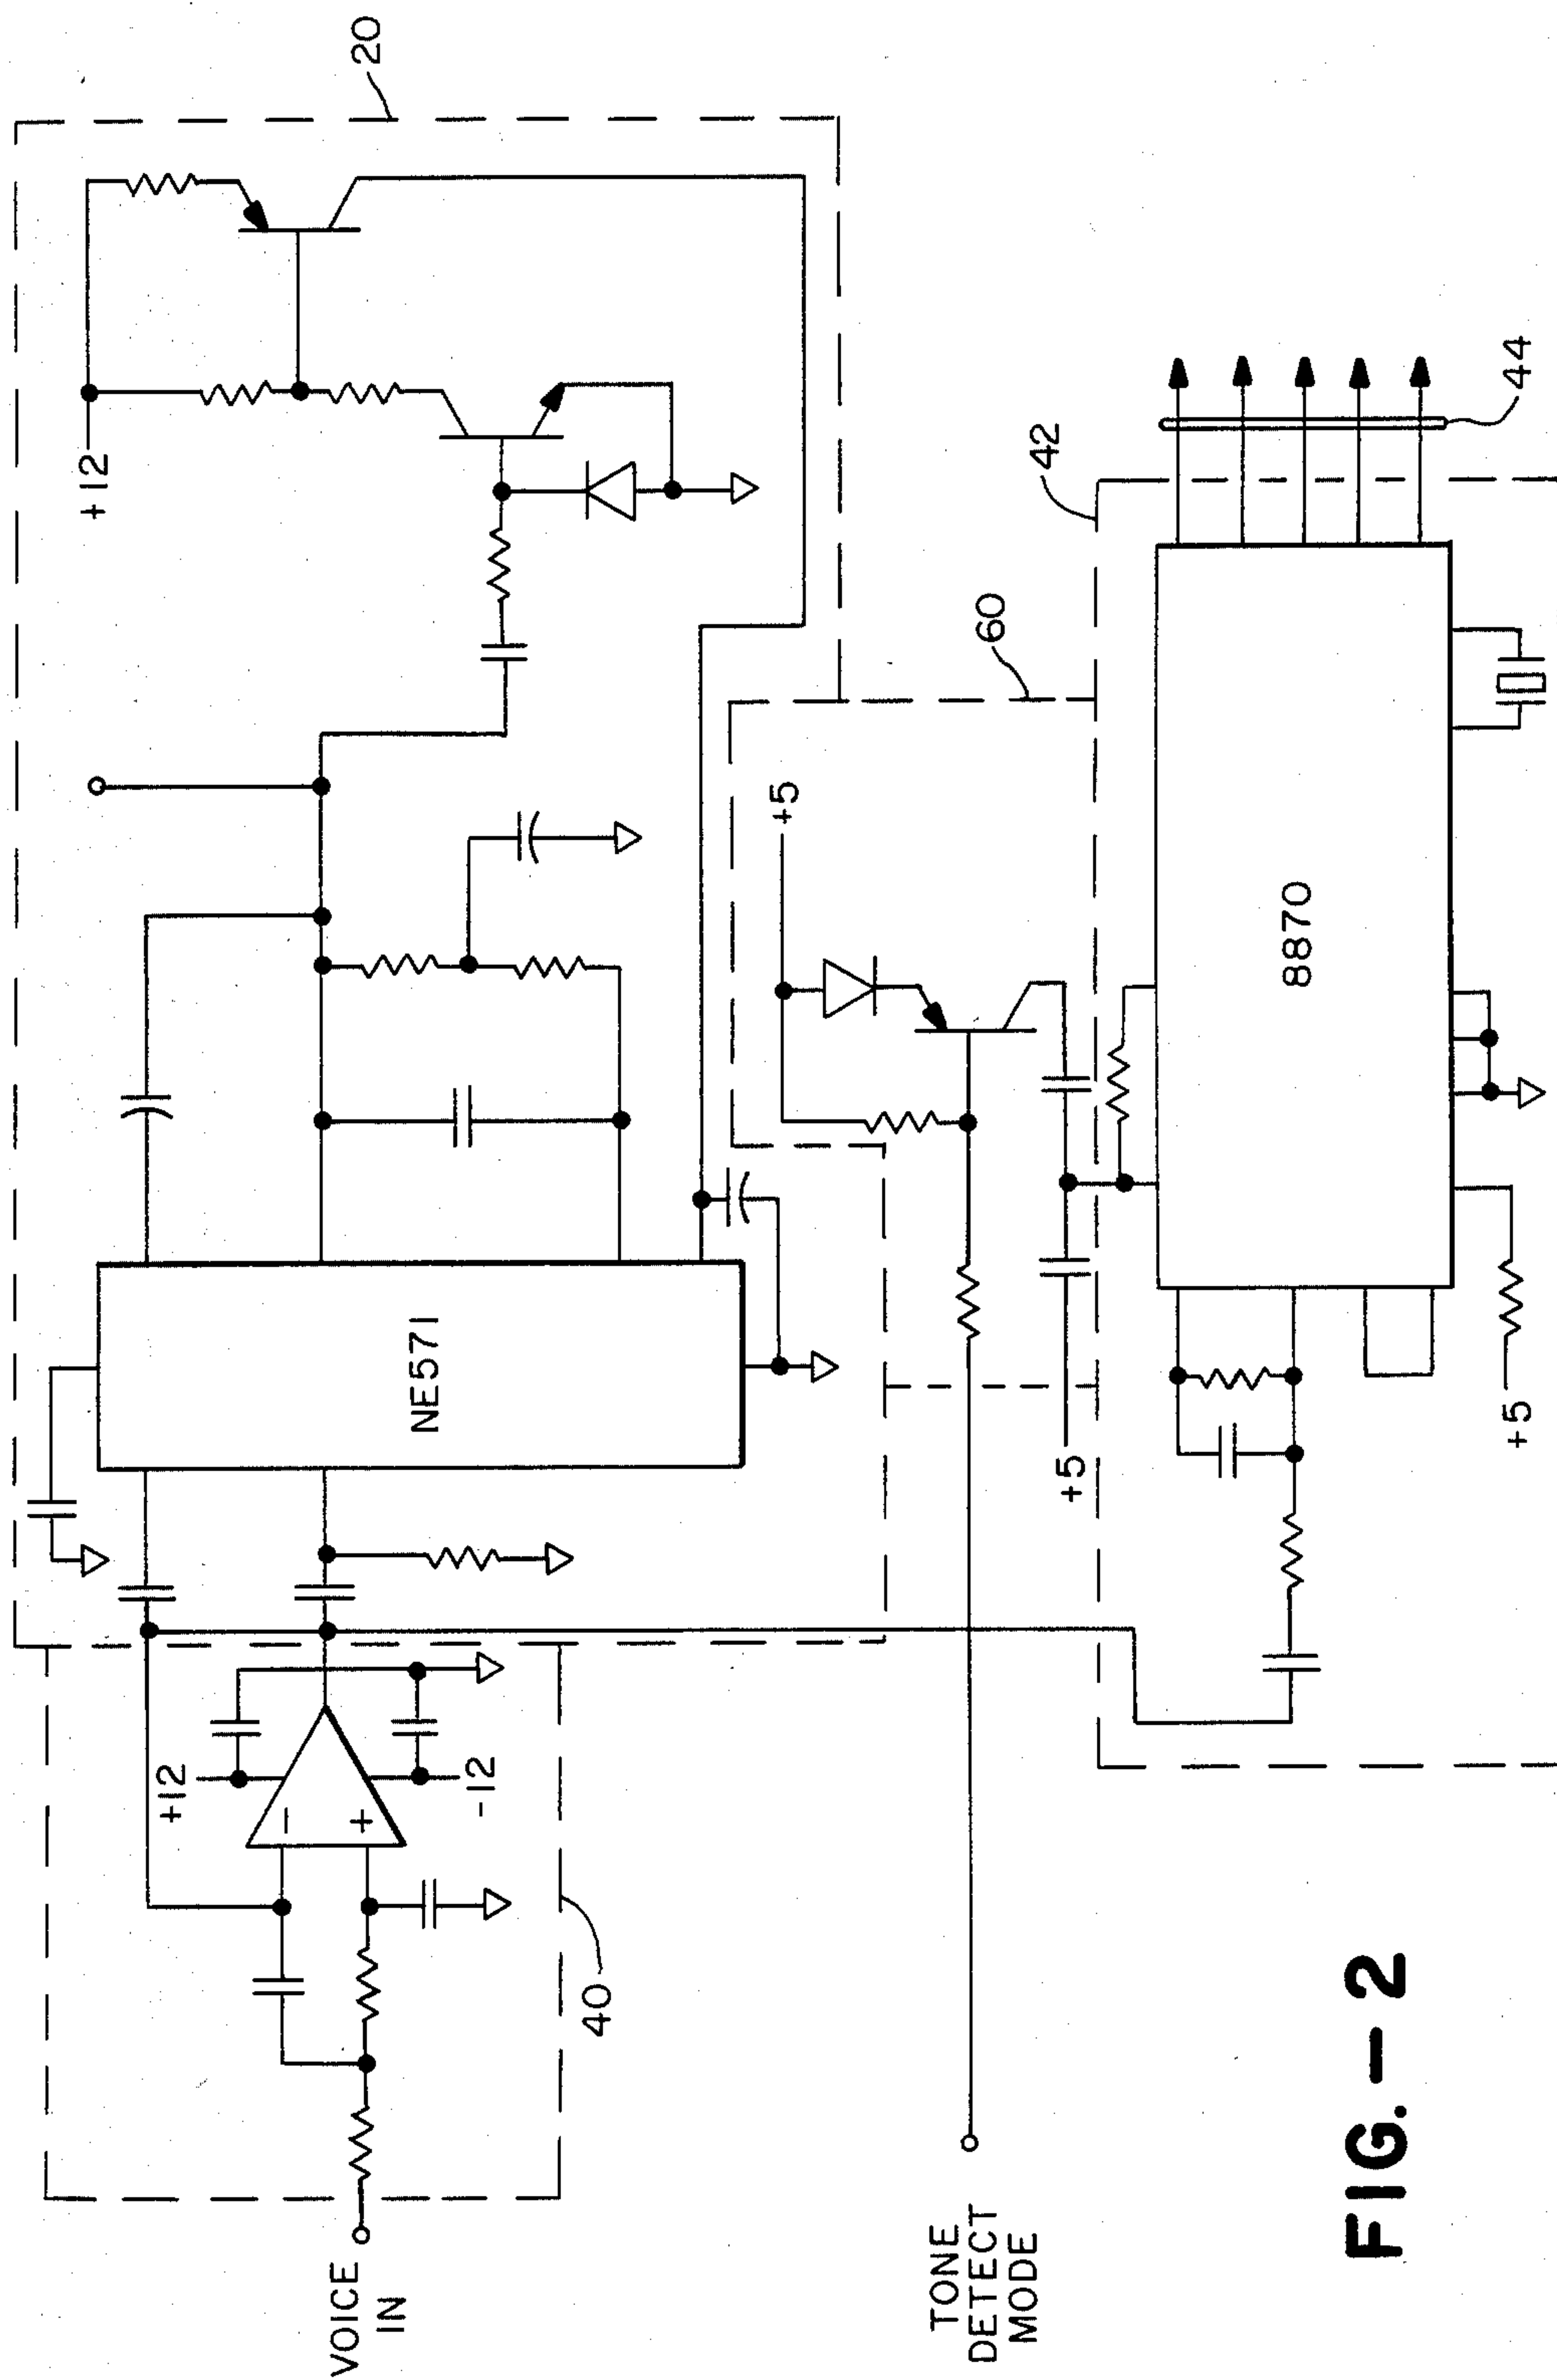 20
+12
+5
60
42
44
NE571
8870
+12
-12
+5
+5
40
VOICE
IN
TONE
DETECT
MODE
-
+
FIG.-2